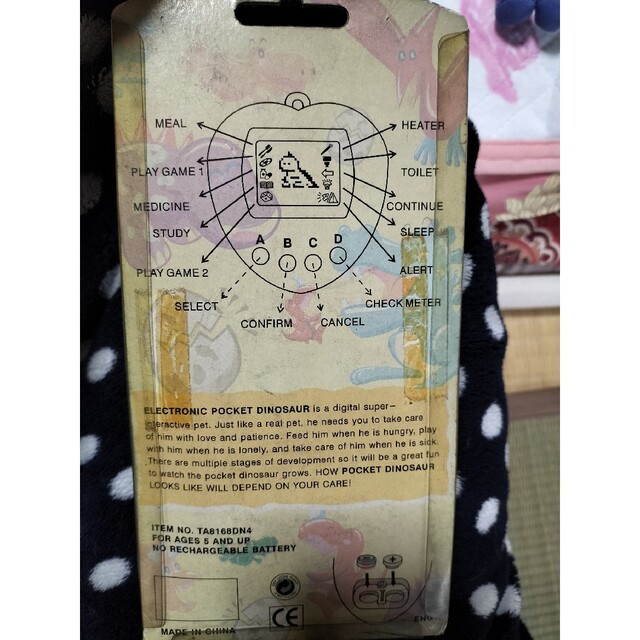 MEAL
HEATER
PLAY GAME 1
TOILET
MEDICINE
CONTINUE
STUDY
SLEEP
PLAY GAME 2
ALERT
A B C D
SELECT
CHECK METER
CONFIRM
CANCEL
ELECTRONIC POCKET DINOSAUR is a digital super-
interactive pet. Just like a real pet, he needs you to take care
of him with love and patience. Feed him when he is hungry, play
with him when he is lonely, and take care of him when he is sick.
There are multiple stages of development so it will be a great fun
to watch the pocket dinosaur grows. HOW POCKET DINOSAUR
LOOKS LIKE WILL DEPEND ON YOUR CARE!
ITEM NO. TA8168DN4
FOR AGES 5 AND UP
NO RECHARGEABLE BATTERY
CE
MADE IN CHINA
ENG